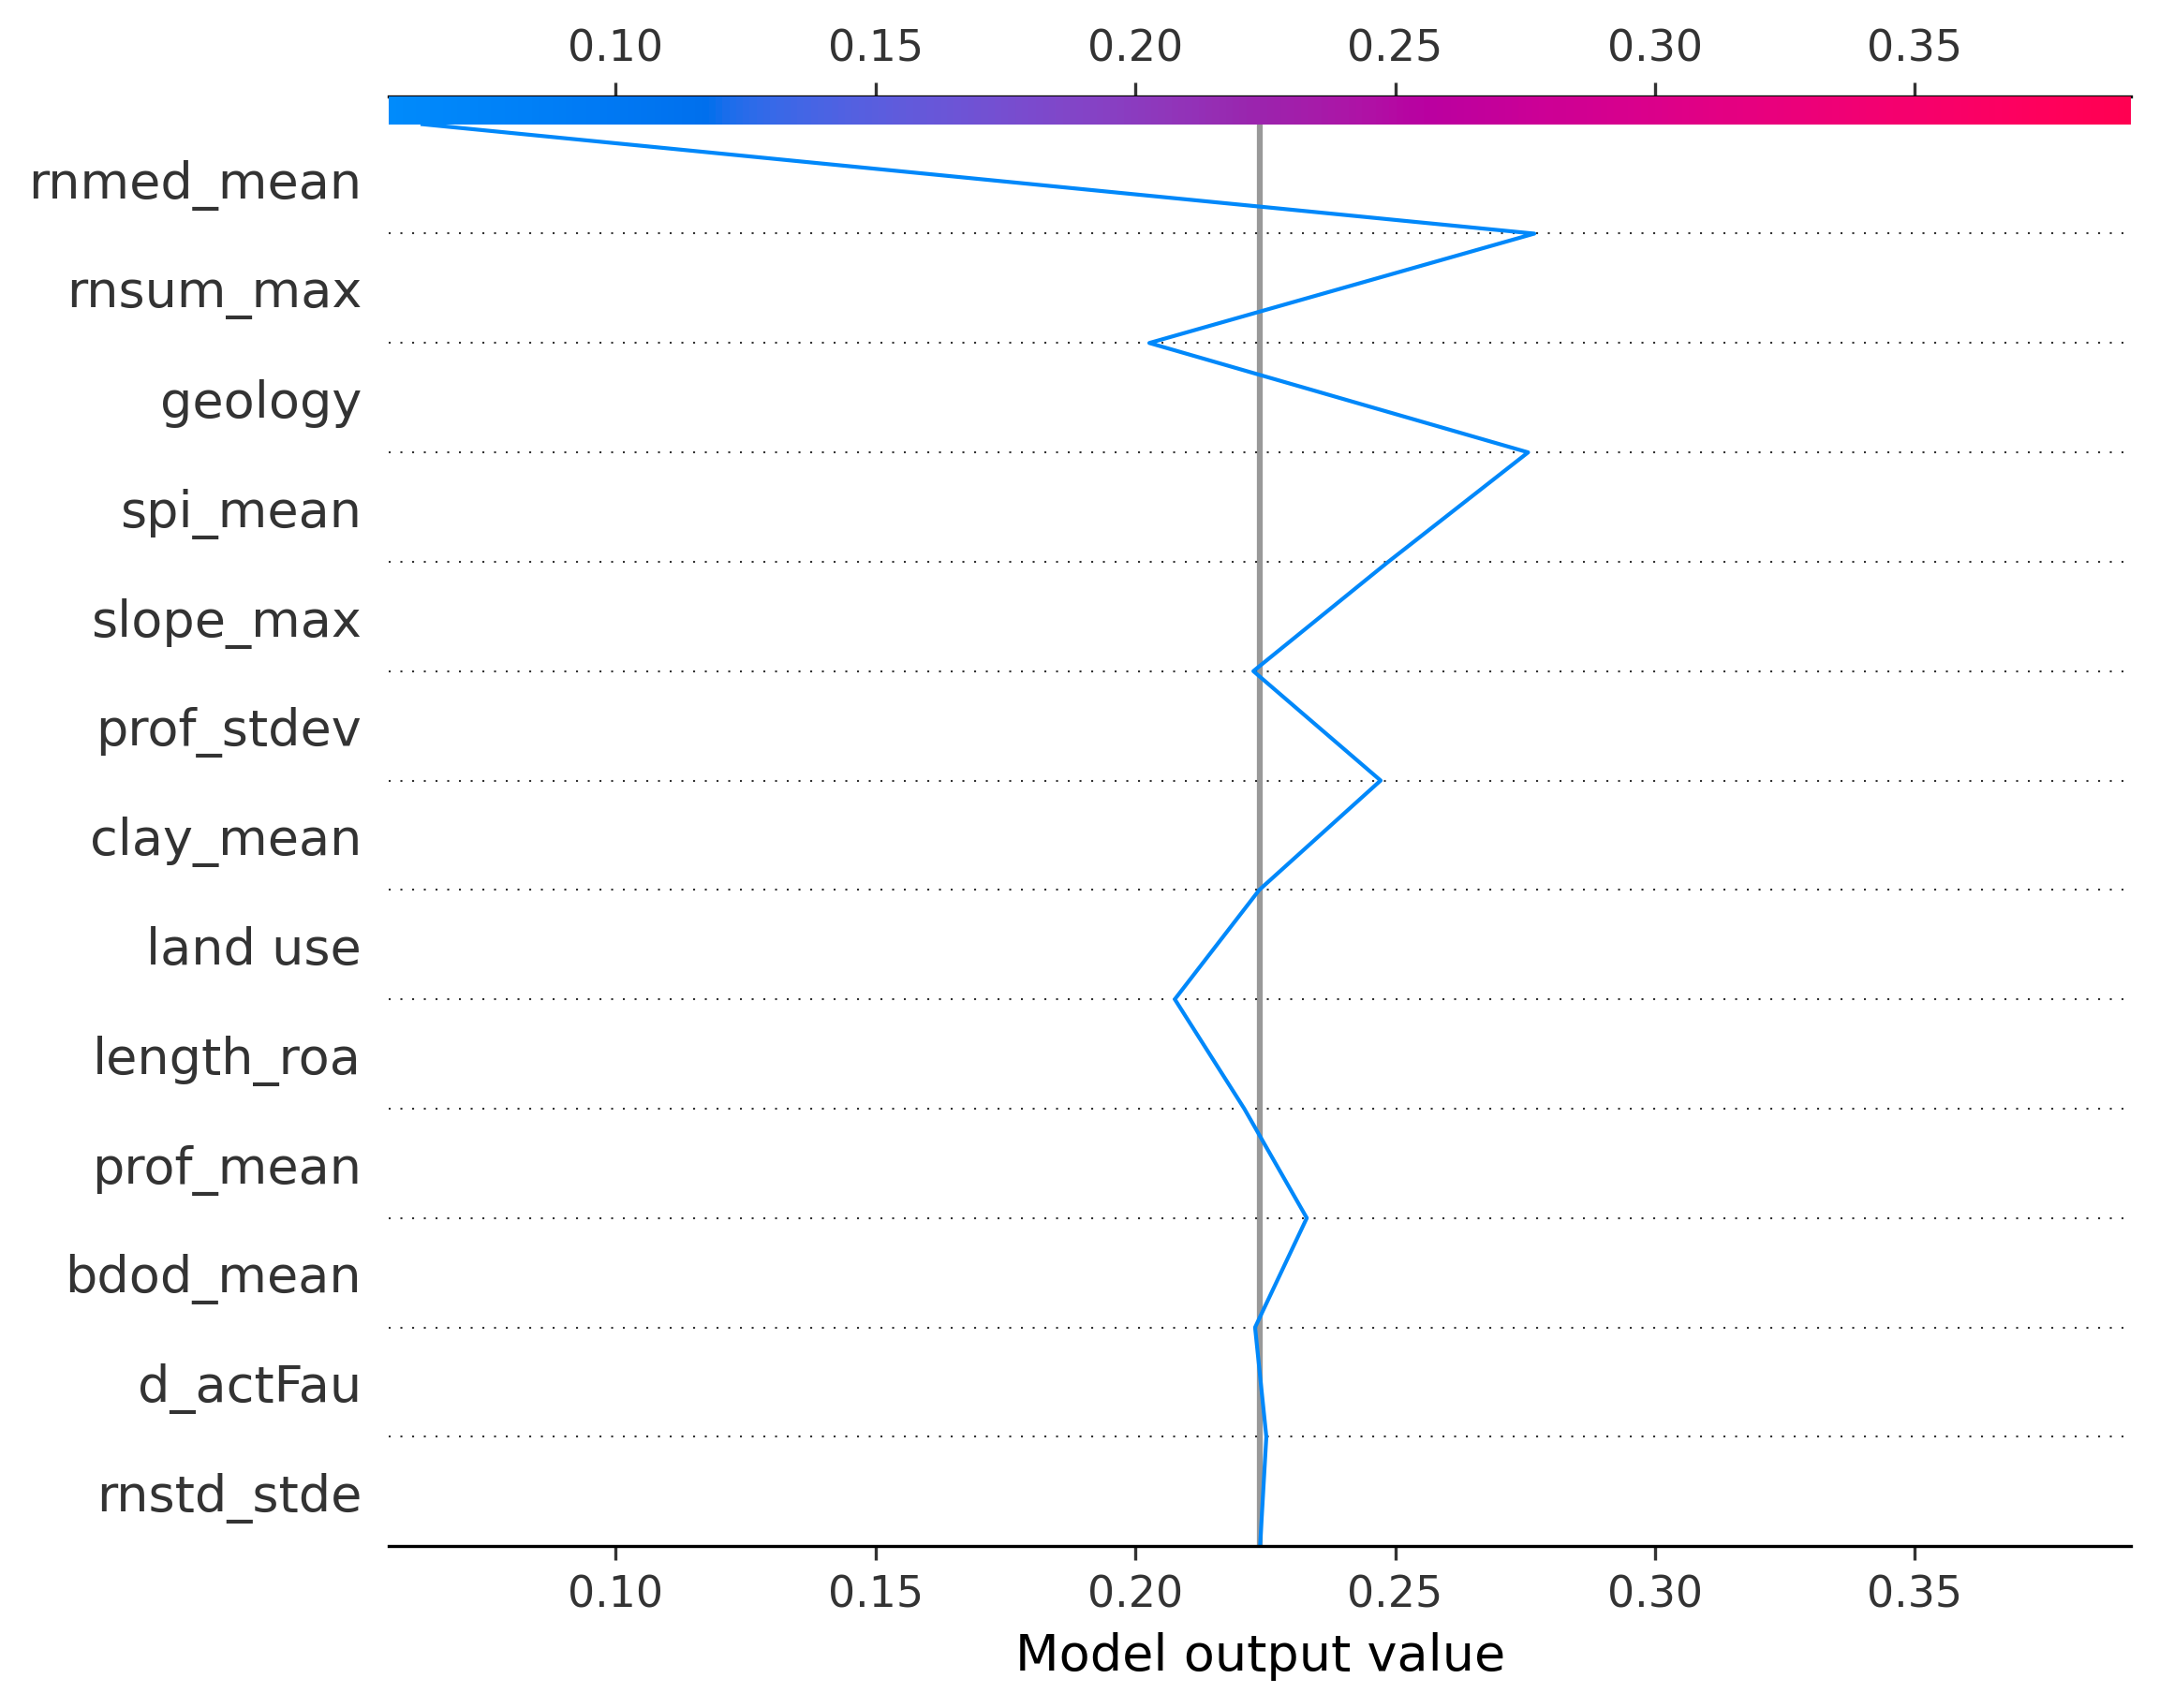 0.10 0.15 0.20 0.25 0.30 0.35
rnmed_mean
rnsum_max
geology
spi_mean
slope_max
prof_stdev
clay_mean
land use
length_roa
prof_mean
bdod_mean
d_actFau
rnstd_stde
0.10 0.15 0.20 0.25 0.30 0.35
Model output value